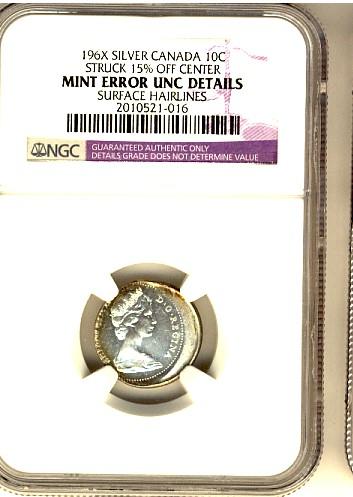 196X SILVER CANADA 10C
STRUCK 15% OFF CENTER
MINT ERROR UNC DETAILS
SURFACE HAIRLINES
2010521-016
NGC
GUARANTEED AUTHENTIC ONLY
DETAILS GRADE DOES NOT DETERMINE VALUE
D·G·REGINA